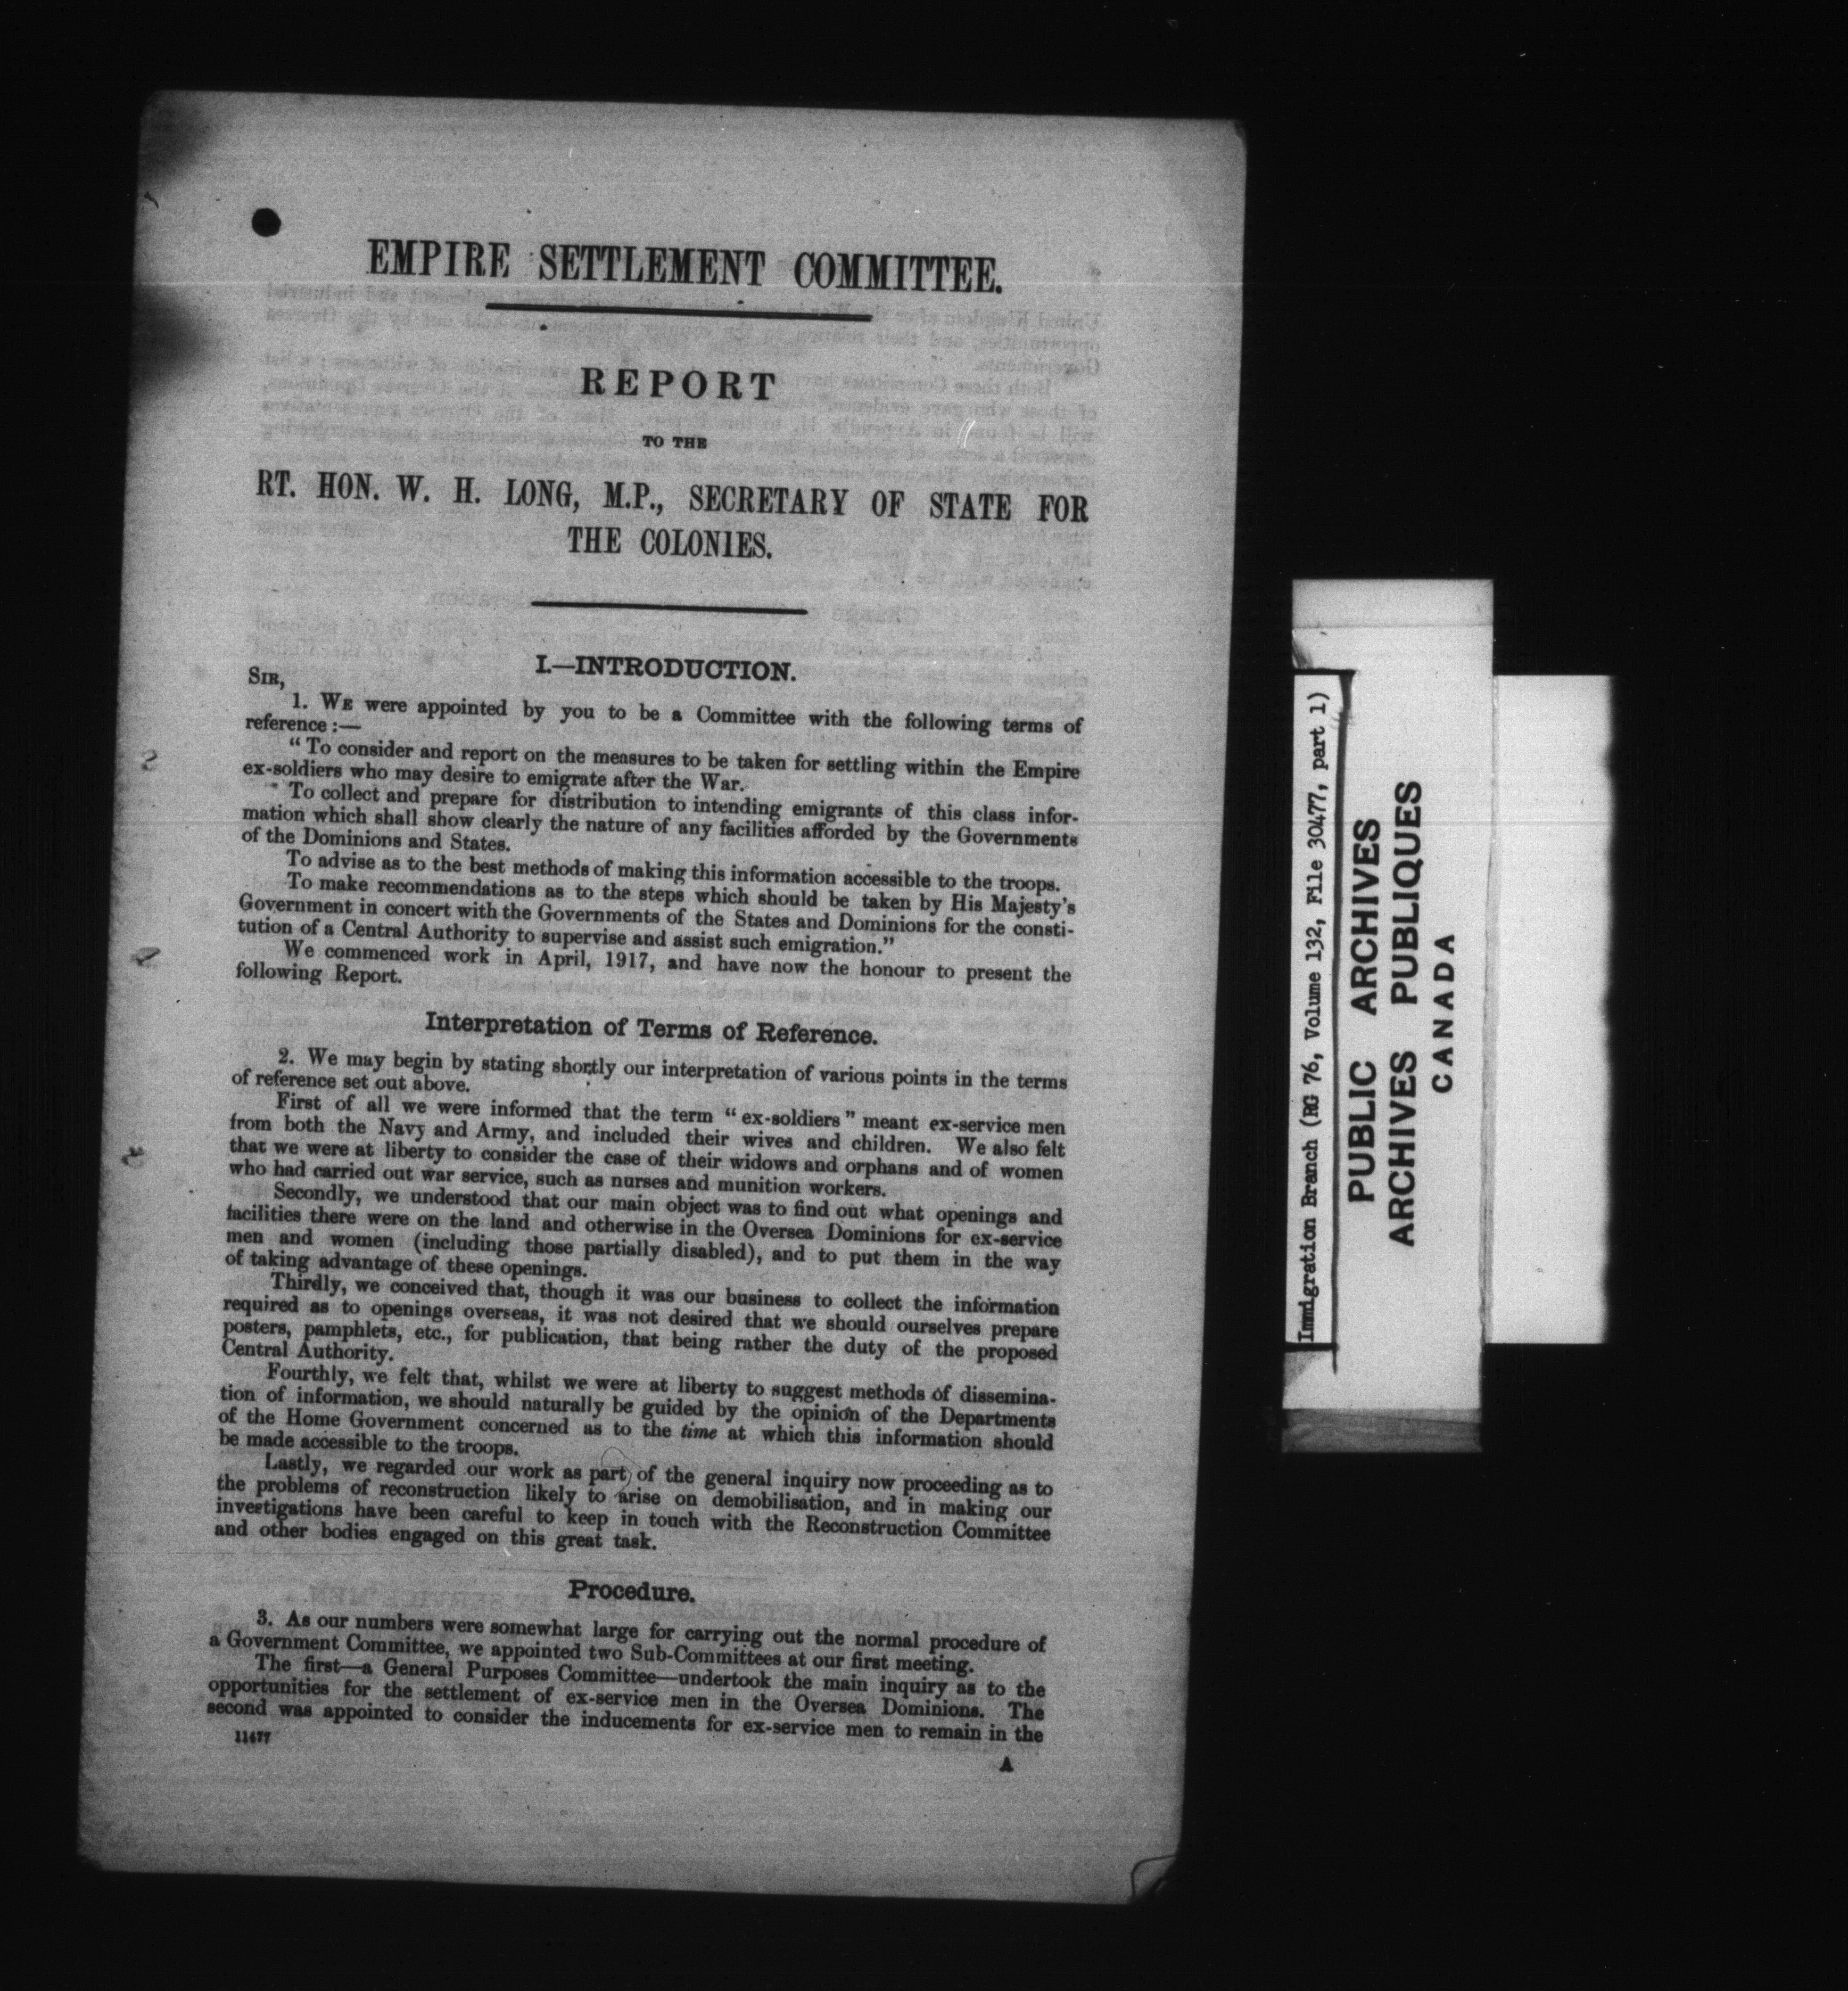 EMPIRE SETTLEMENT COMMITTEE.
REPORT
TO THE
RT. HON. W. H. LONG, M.P., SECRETARY OF STATE FOR
THE COLONIES.
I.—INTRODUCTION.
SIR,
1. WE were appointed by you to be a Committee with the following terms of
reference :—
“ To consider and report on the measures to be taken for settling within the Empire
ex-soldiers who may desire to emigrate after the War.
To collect and prepare for distribution to intending emigrants of this class infor-
mation which shall show clearly the nature of any facilities afforded by the Governments
of the Dominions and States.
To advise as to the best methods of making this information accessible to the troops.
To make recommendations as to the steps which should be taken by His Majesty's
Government in concert with the Governments of the States and Dominions for the consti-
tution of a Central Authority to supervise and assist such emigration.”
We commenced work in April, 1917, and have now the honour to present the
following Report.
Interpretation of Terms of Reference.
2. We may begin by stating shortly our interpretation of various points in the terms
of reference set out above.
First of all we were informed that the term “ ex-soldiers ” meant ex-service men
from both the Navy and Army, and included their wives and children. We also felt
that we were at liberty to consider the case of their widows and orphans and of women
who had carried out war service, such as nurses and munition workers.
Secondly, we understood that our main object was to find out what openings and
facilities there were on the land and otherwise in the Oversea Dominions for ex-service
men and women (including those partially disabled), and to put them in the way
of taking advantage of these openings.
Thirdly, we conceived that, though it was our business to collect the information
required as to openings overseas, it was not desired that we should ourselves prepare
posters, pamphlets, etc., for publication, that being rather the duty of the proposed
Central Authority.
Fourthly, we felt that, whilst we were at liberty to suggest methods of dissemina-
tion of information, we should naturally be guided by the opinion of the Departments
of the Home Government concerned as to the time at which this information should
be made accessible to the troops.
Lastly, we regarded our work as part of the general inquiry now proceeding as to
the problems of reconstruction likely to arise on demobilisation, and in making our
investigations have been careful to keep in touch with the Reconstruction Committee
and other bodies engaged on this great task.
Procedure.
3. As our numbers were somewhat large for carrying out the normal procedure of
a Government Committee, we appointed two Sub-Committees at our first meeting.
The first—a General Purposes Committee—undertook the main inquiry as to the
opportunities for the settlement of ex-service men in the Oversea Dominions. The
second was appointed to consider the inducements for ex-service men to remain in the
11477
A
Immigration Branch (RG 76, Volume 132, File 30477, part 1)
PUBLIC ARCHIVES
ARCHIVES PUBLIQUES
CANADA